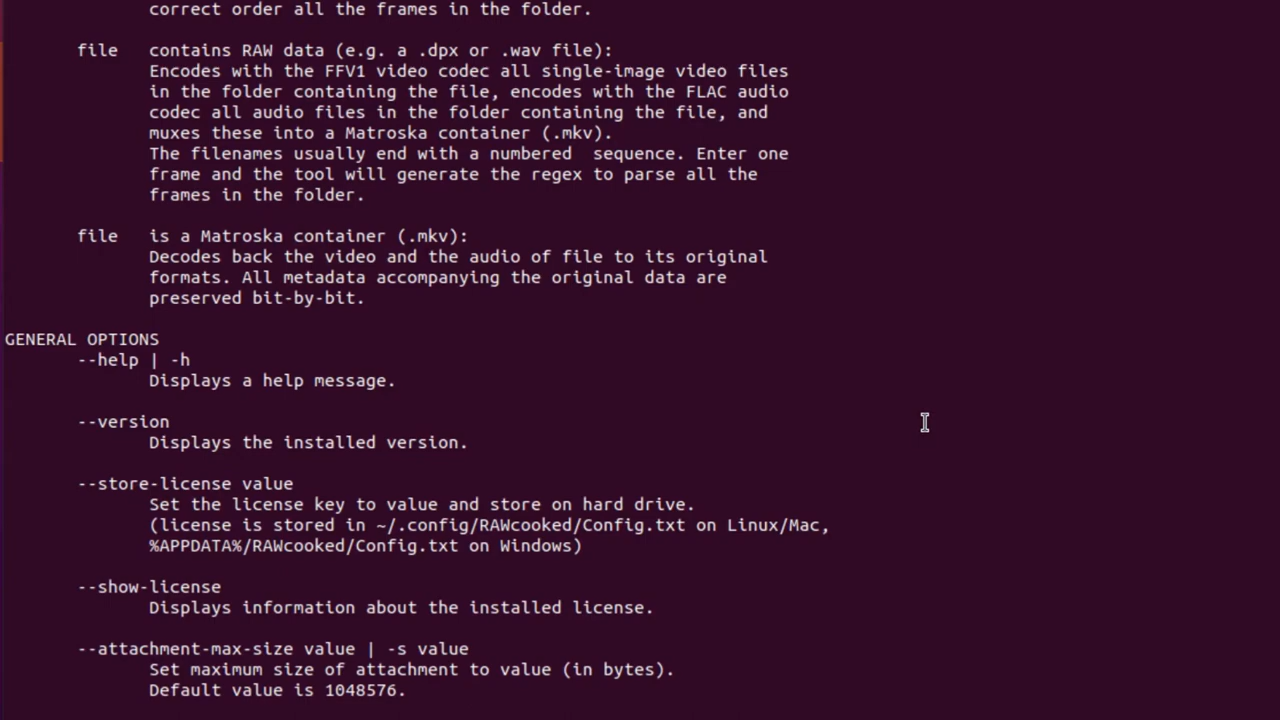 correct order all the frames in the folder.
file contains RAW data (e.g. a .dpx or .wav file):
Encodes with the FFV1 video codec all single-image video files
in the folder containing the file, encodes with the FLAC audio
codec all audio files in the folder containing the file, and
muxes these into a Matroska container (.mkv).
The filenames usually end with a numbered  sequence. Enter one
frame and the tool will generate the regex to parse all the
frames in the folder.
file is a Matroska container (.mkv):
Decodes back the video and the audio of file to its original
formats. All metadata accompanying the original data are
preserved bit-by-bit.
GENERAL OPTIONS
--help | -h
Displays a help message.
--version
Displays the installed version.
--store-license value
Set the license key to value and store on hard drive.
(license is stored in ~/.config/RAWcooked/Config.txt on Linux/Mac,
%APPDATA%/RAWcooked/Config.txt on Windows)
--show-license
Displays information about the installed license.
--attachment-max-size value | -s value
Set maximum size of attachment to value (in bytes).
Default value is 1048576.